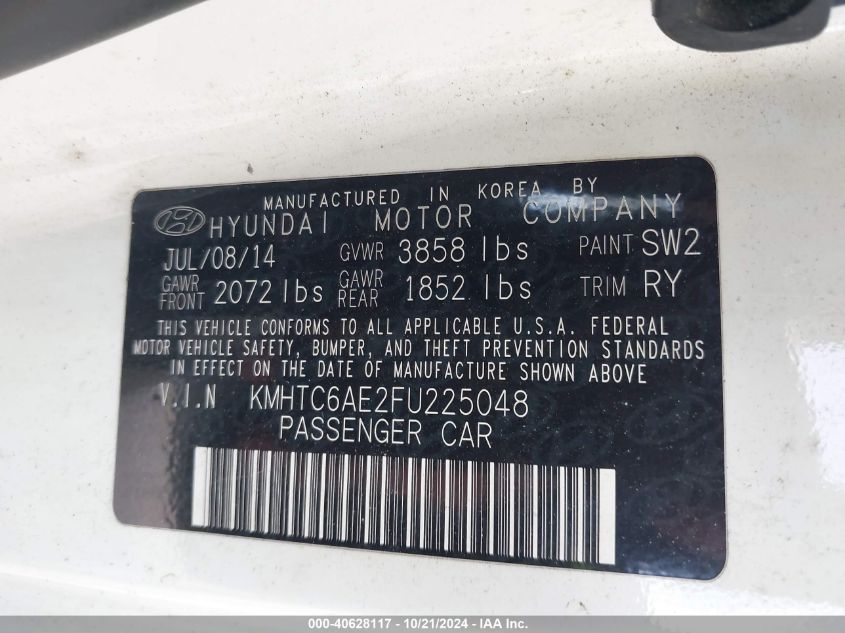 MANUFACTURED IN KOREA BY
HYUNDAI MOTOR COMPANY
JUL/08/14 GVWR 3858 lbs PAINT SW2
GAWR FRONT 2072 lbs GAWR REAR 1852 lbs TRIM RY
THIS VEHICLE CONFORMS TO ALL APPLICABLE U.S.A. FEDERAL
MOTOR VEHICLE SAFETY, BUMPER, AND THEFT PREVENTION STANDARDS
IN EFFECT ON THE DATE OF MANUFACTURE SHOWN ABOVE
V.I.N KMHTC6AE2FU225048
PASSENGER CAR
000-40628117 - 10/21/2024 - IAA Inc.